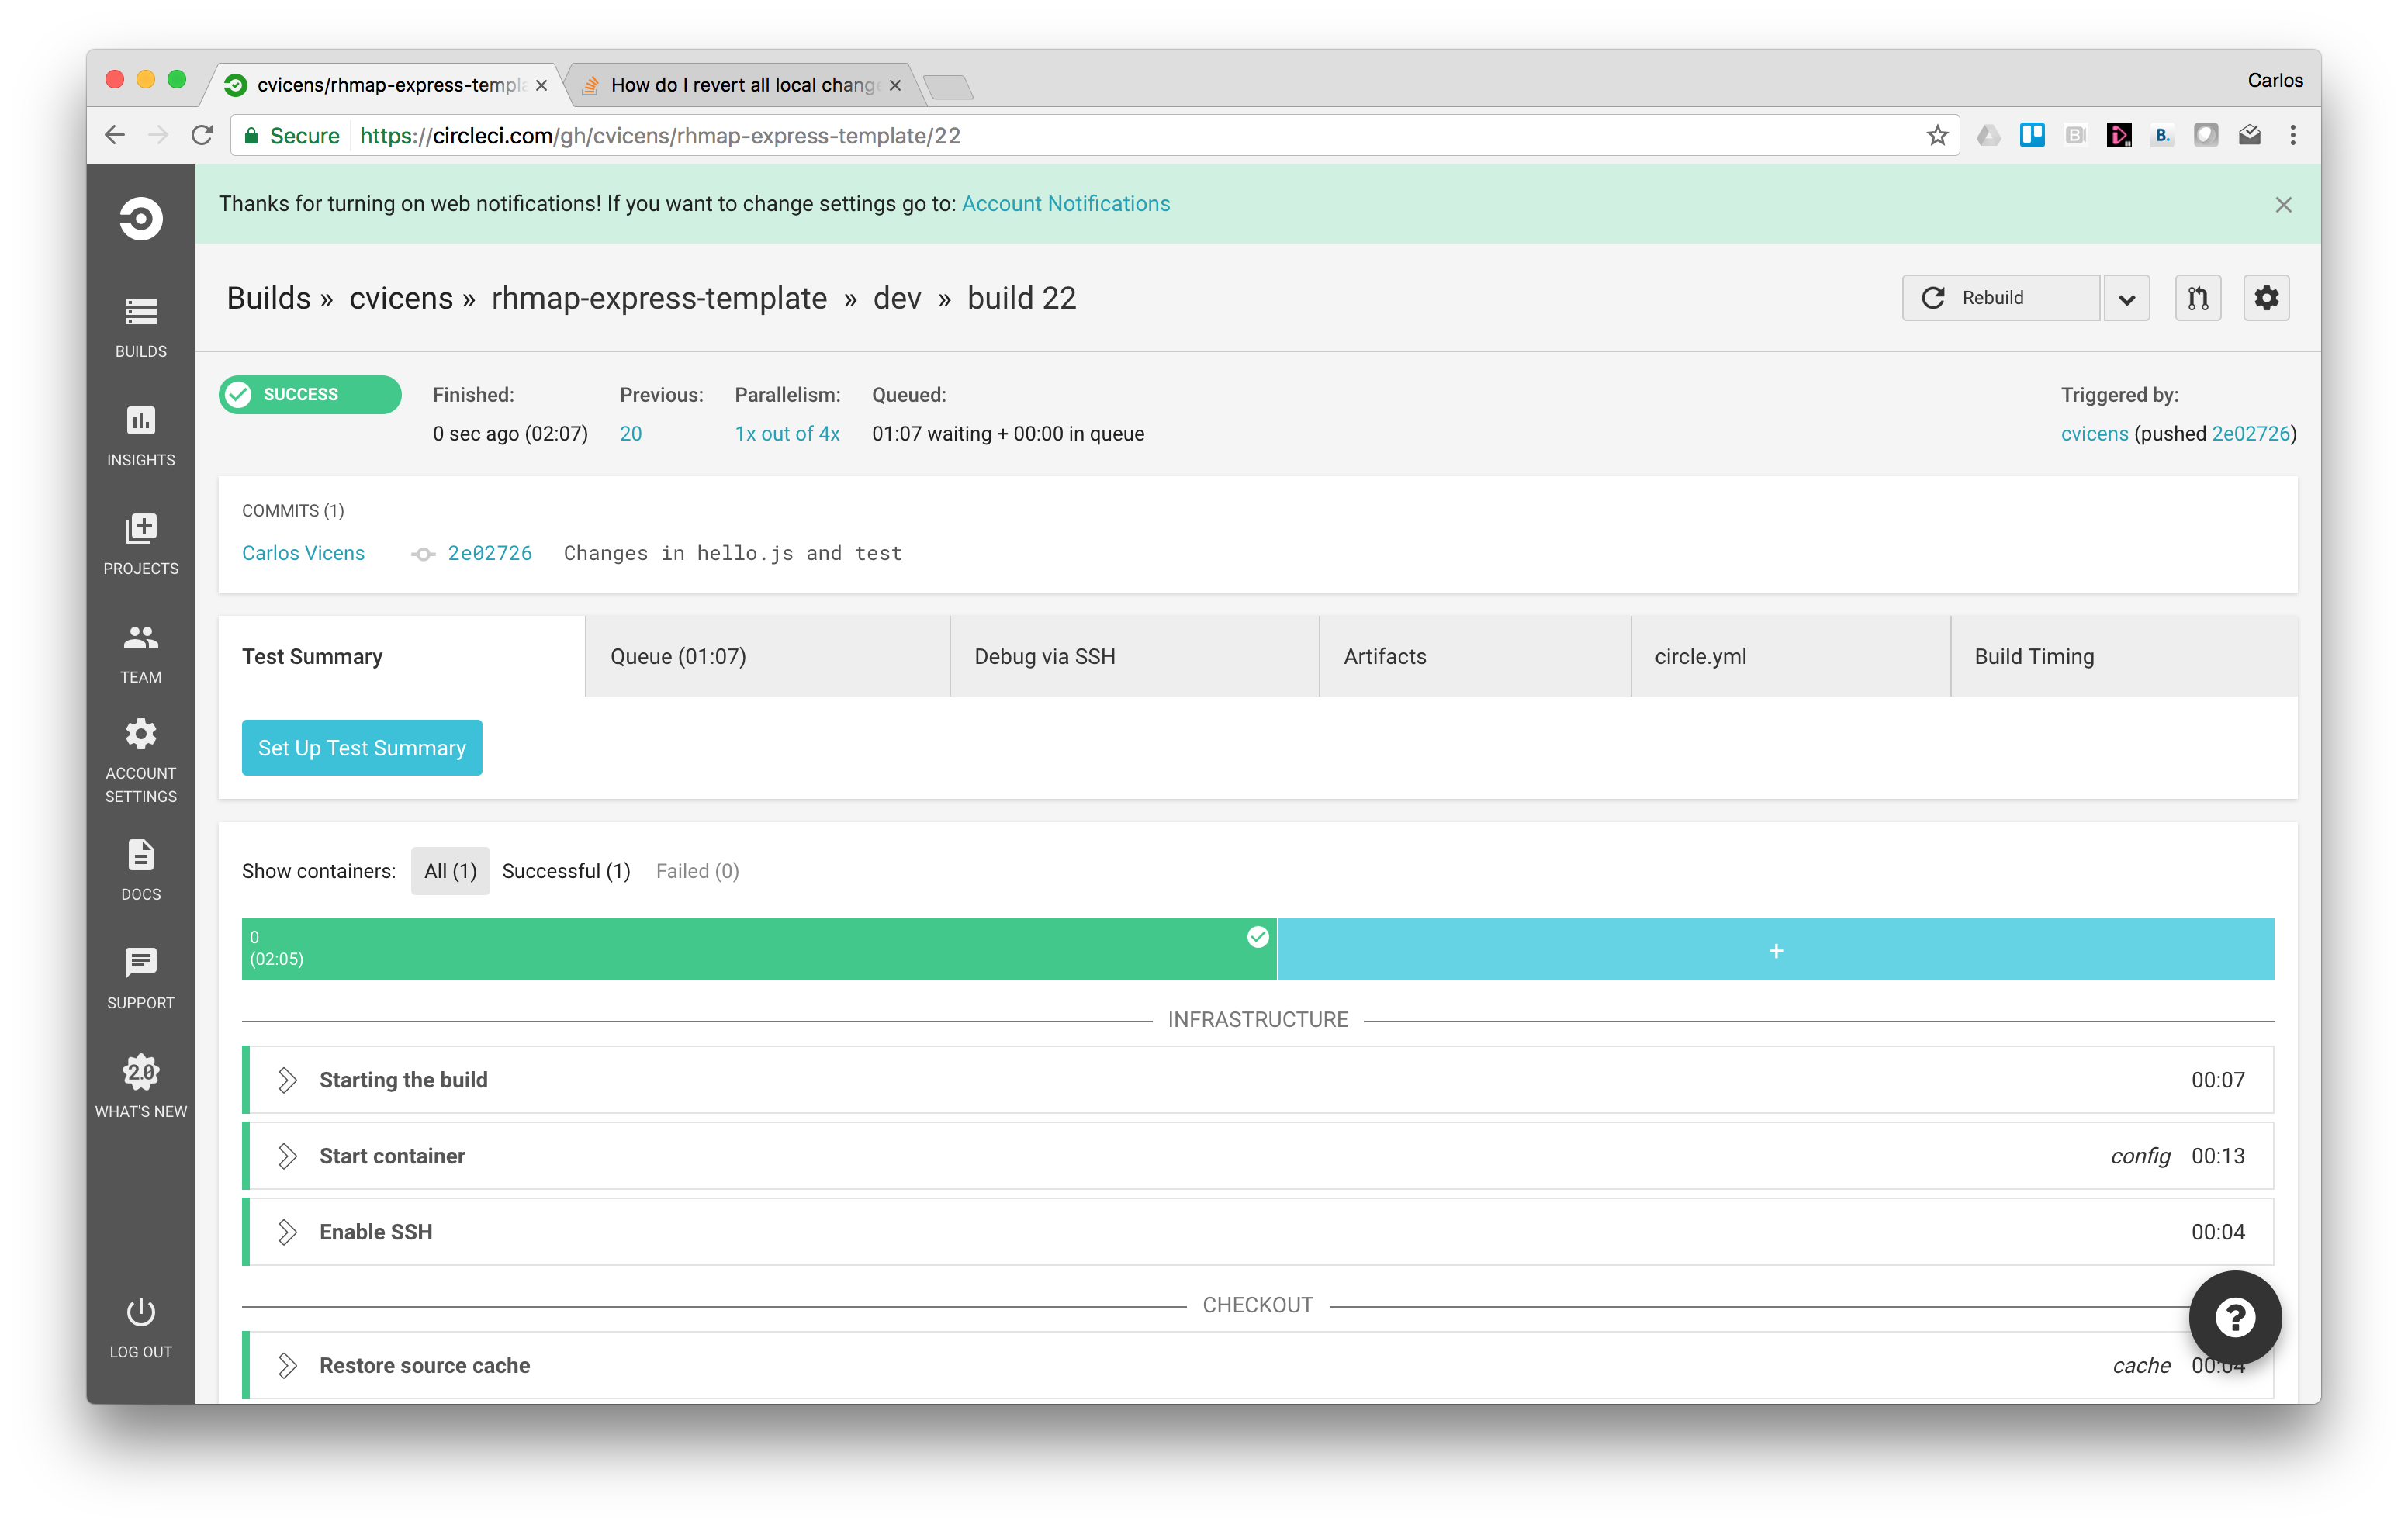 cvicens/rhmap-express-templa
How do I revert all local chang
Carlos
Secure https://circleci.com/gh/cvicens/rhmap-express-template/22
B.
Thanks for turning on web notifications! If you want to change settings go to: Account Notifications
Builds » cvicens » rhmap-express-template » dev » build 22
Rebuild
SUCCESS
Finished:
0 sec ago (02:07)
Previous:
20
Parallelism:
1x out of 4x
Queued:
01:07 waiting + 00:00 in queue
Triggered by:
cvicens (pushed 2e02726)
BUILDS
INSIGHTS
PROJECTS
TEAM
ACCOUNT
SETTINGS
DOCS
SUPPORT
2.0
WHAT'S NEW
LOG OUT
COMMITS (1)
Carlos Vicens 2e02726 Changes in hello.js and test
Test Summary
Queue (01:07)
Debug via SSH
Artifacts
circle.yml
Build Timing
Set Up Test Summary
Show containers: All (1) Successful (1) Failed (0)
0
(02:05)
+
INFRASTRUCTURE
Starting the build 00:07
Start container config 00:13
Enable SSH 00:04
CHECKOUT
?
Restore source cache cache 00:04